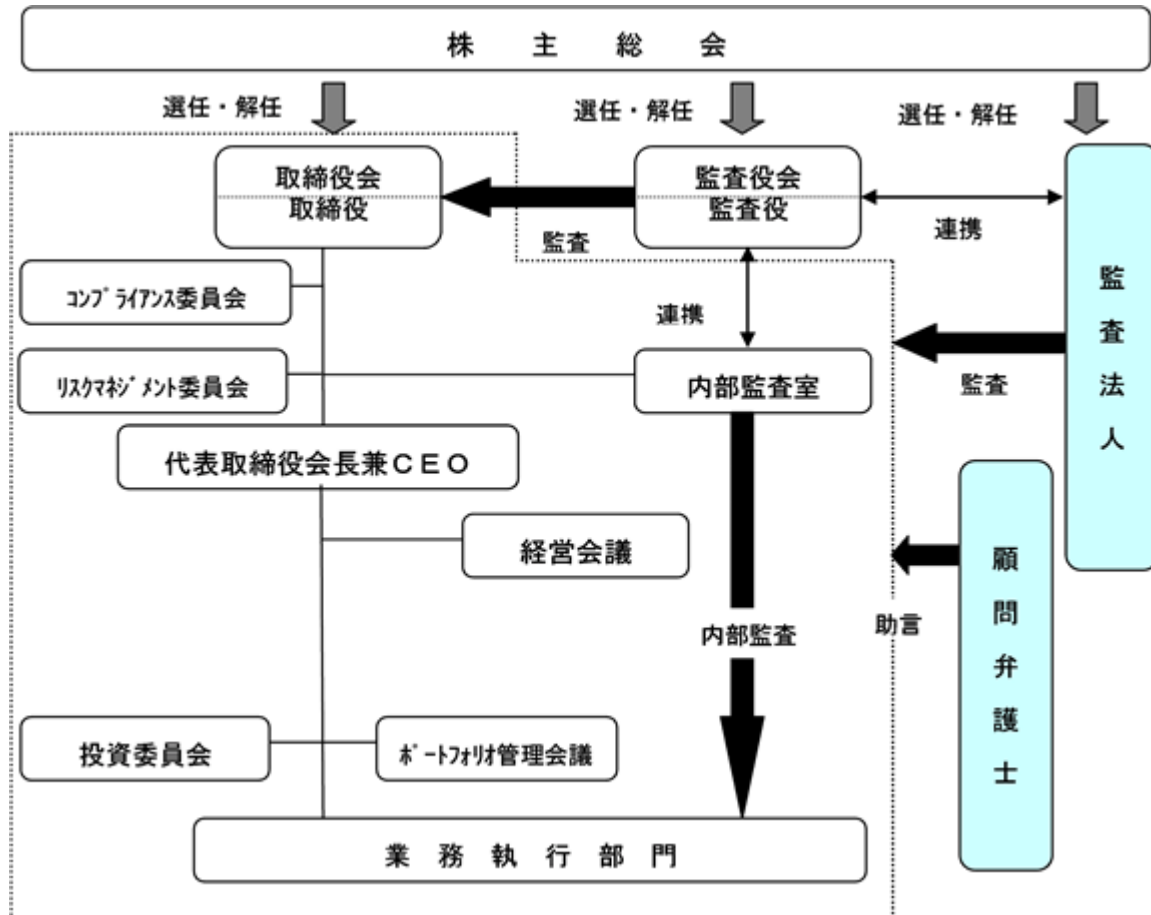 株主総会
選任・解任
選任・解任
選任・解任
取締役会
取締役
監査役会
監査役
監査
連携
コンプライアンス委員会
連携
監査法人
リスクマネジメント委員会
内部監査室
監査
代表取締役会長兼CEO
経営会議
顧問弁護士
助言
内部監査
投資委員会
ポートフォリオ管理会議
業務執行部門